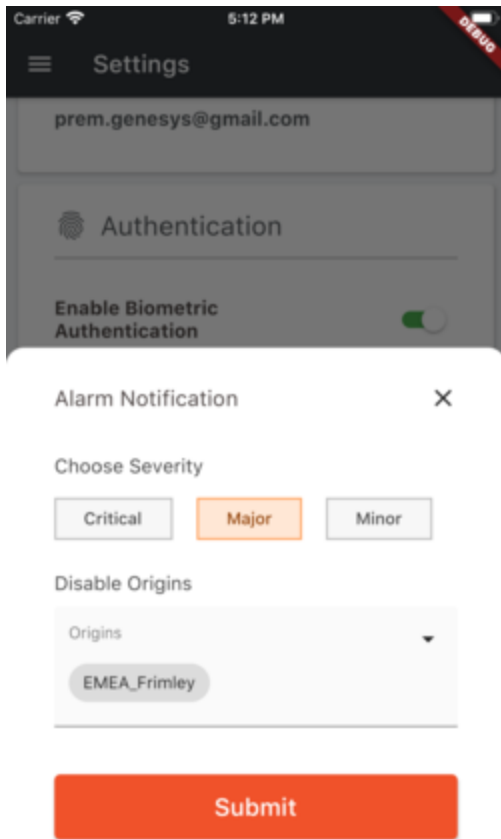 Carrier 5:12 PM
DEBUG
Settings
prem.genesys@gmail.com
Authentication
Enable Biometric
Authentication
Alarm Notification
Choose Severity
Critical Major Minor
Disable Origins
Origins
EMEA_Frimley
Submit